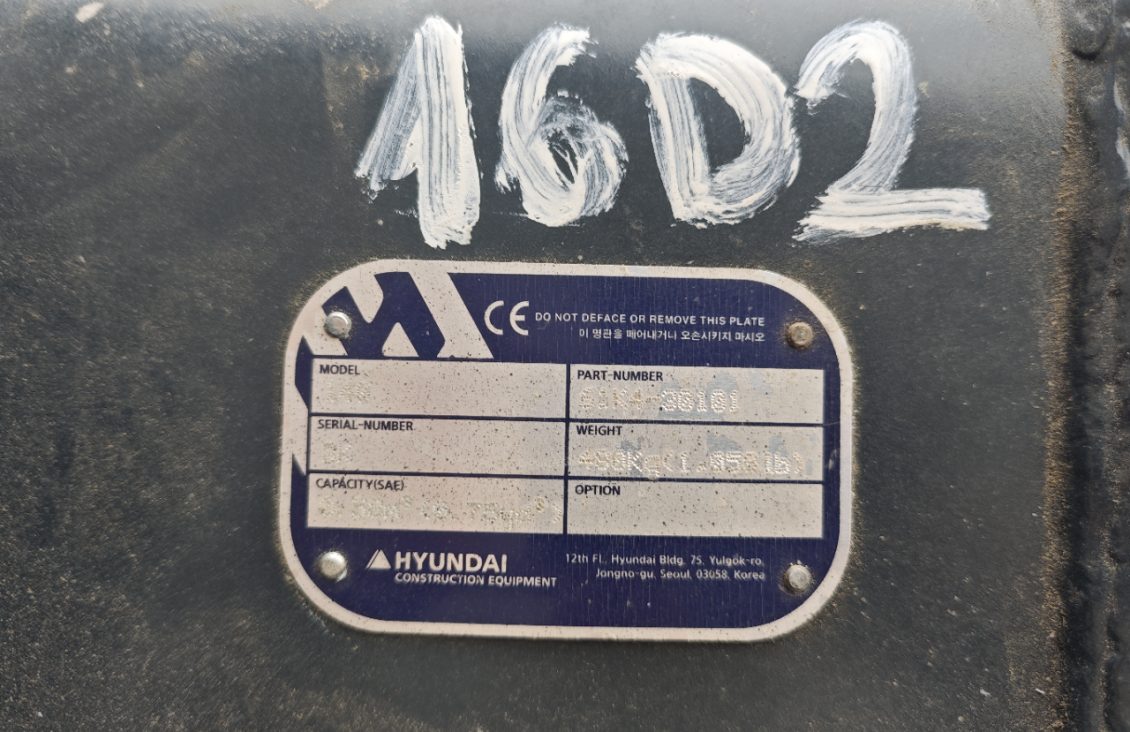 16D2
CE DO NOT DEFACE OR REMOVE THIS PLATE
이 명판을 떼어내거나 오손시키지 마시오
MODEL
PART-NUMBER
SERIAL-NUMBER
WEIGHT
CAPACITY(SAE)
OPTION
HYUNDAI
CONSTRUCTION EQUIPMENT
12th Fl., Hyundai Bldg. 75, Yulgok-ro,
Jongno-gu, Seoul, 03058, Korea